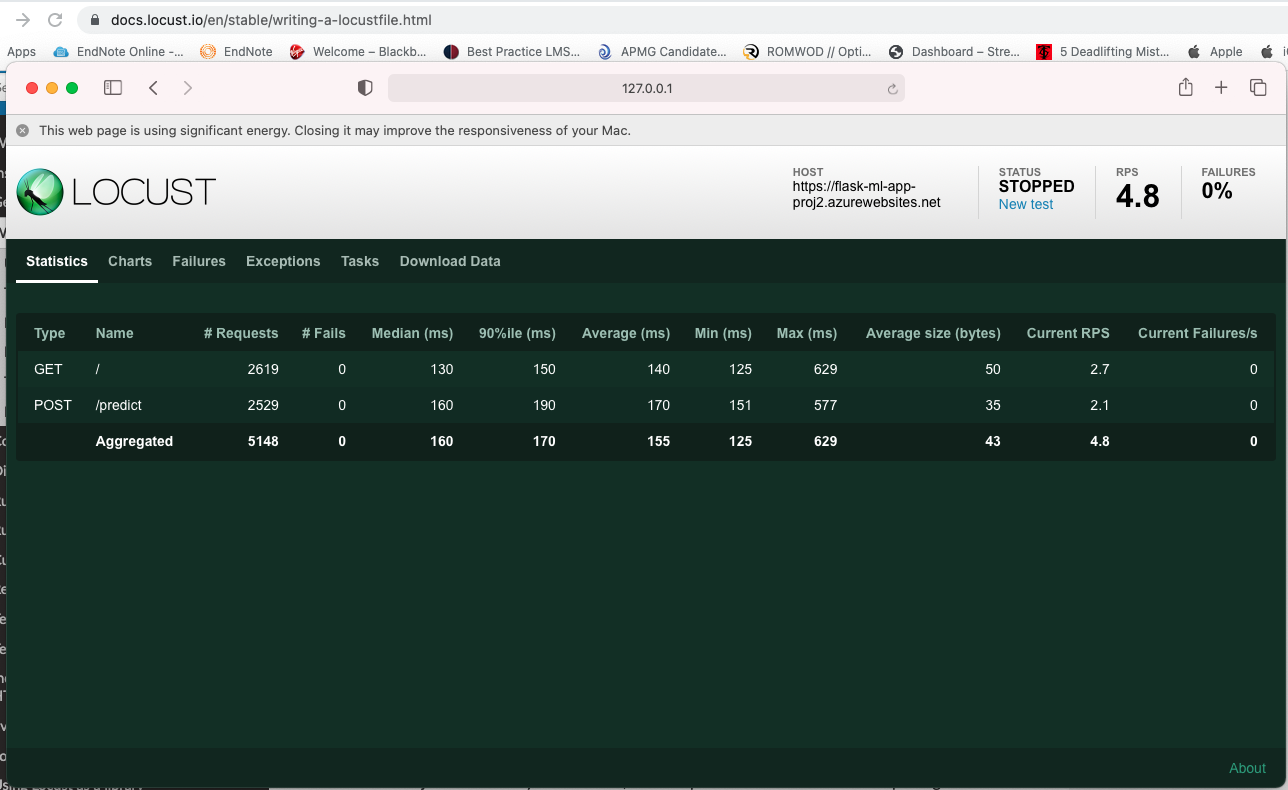 docs.locust.io/en/stable/writing-a-locustfile.html
Apps EndNote Online -... EndNote Welcome – Blackb... Best Practice LMS... APMG Candidate... ROMWOD // Opti... Dashboard – Stre... 5 Deadlifting Mist... Apple
127.0.0.1
This web page is using significant energy. Closing it may improve the responsiveness of your Mac.
LOCUST
HOST
https://flask-ml-app-
proj2.azurewebsites.net
STATUS
STOPPED
New test
RPS
4.8
FAILURES
0%
Statistics Charts Failures Exceptions Tasks Download Data
Type Name # Requests # Fails Median (ms) 90%ile (ms) Average (ms) Min (ms) Max (ms) Average size (bytes) Current RPS Current Failures/s
GET / 2619 0 130 150 140 125 629 50 2.7 0
POST /predict 2529 0 160 190 170 151 577 35 2.1 0
Aggregated 5148 0 160 170 155 125 629 43 4.8 0
About